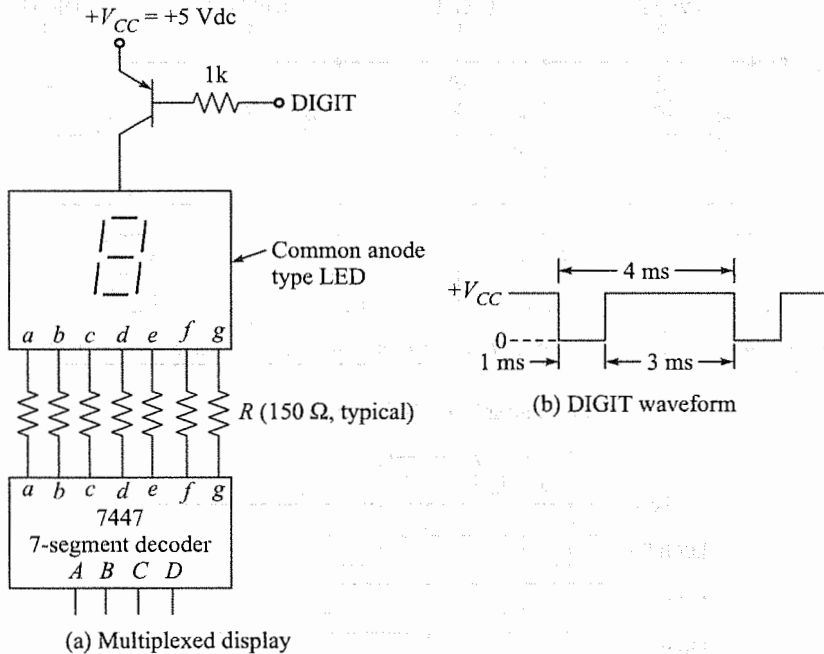 +V_CC = +5 Vdc
1k
DIGIT
Common anode
type LED
a b c d e f g
R (150 Ω, typical)
a b c d e f g
7447
7-segment decoder
A B C D
(a) Multiplexed display
4 ms
+V_CC
0
1 ms
3 ms
(b) DIGIT waveform